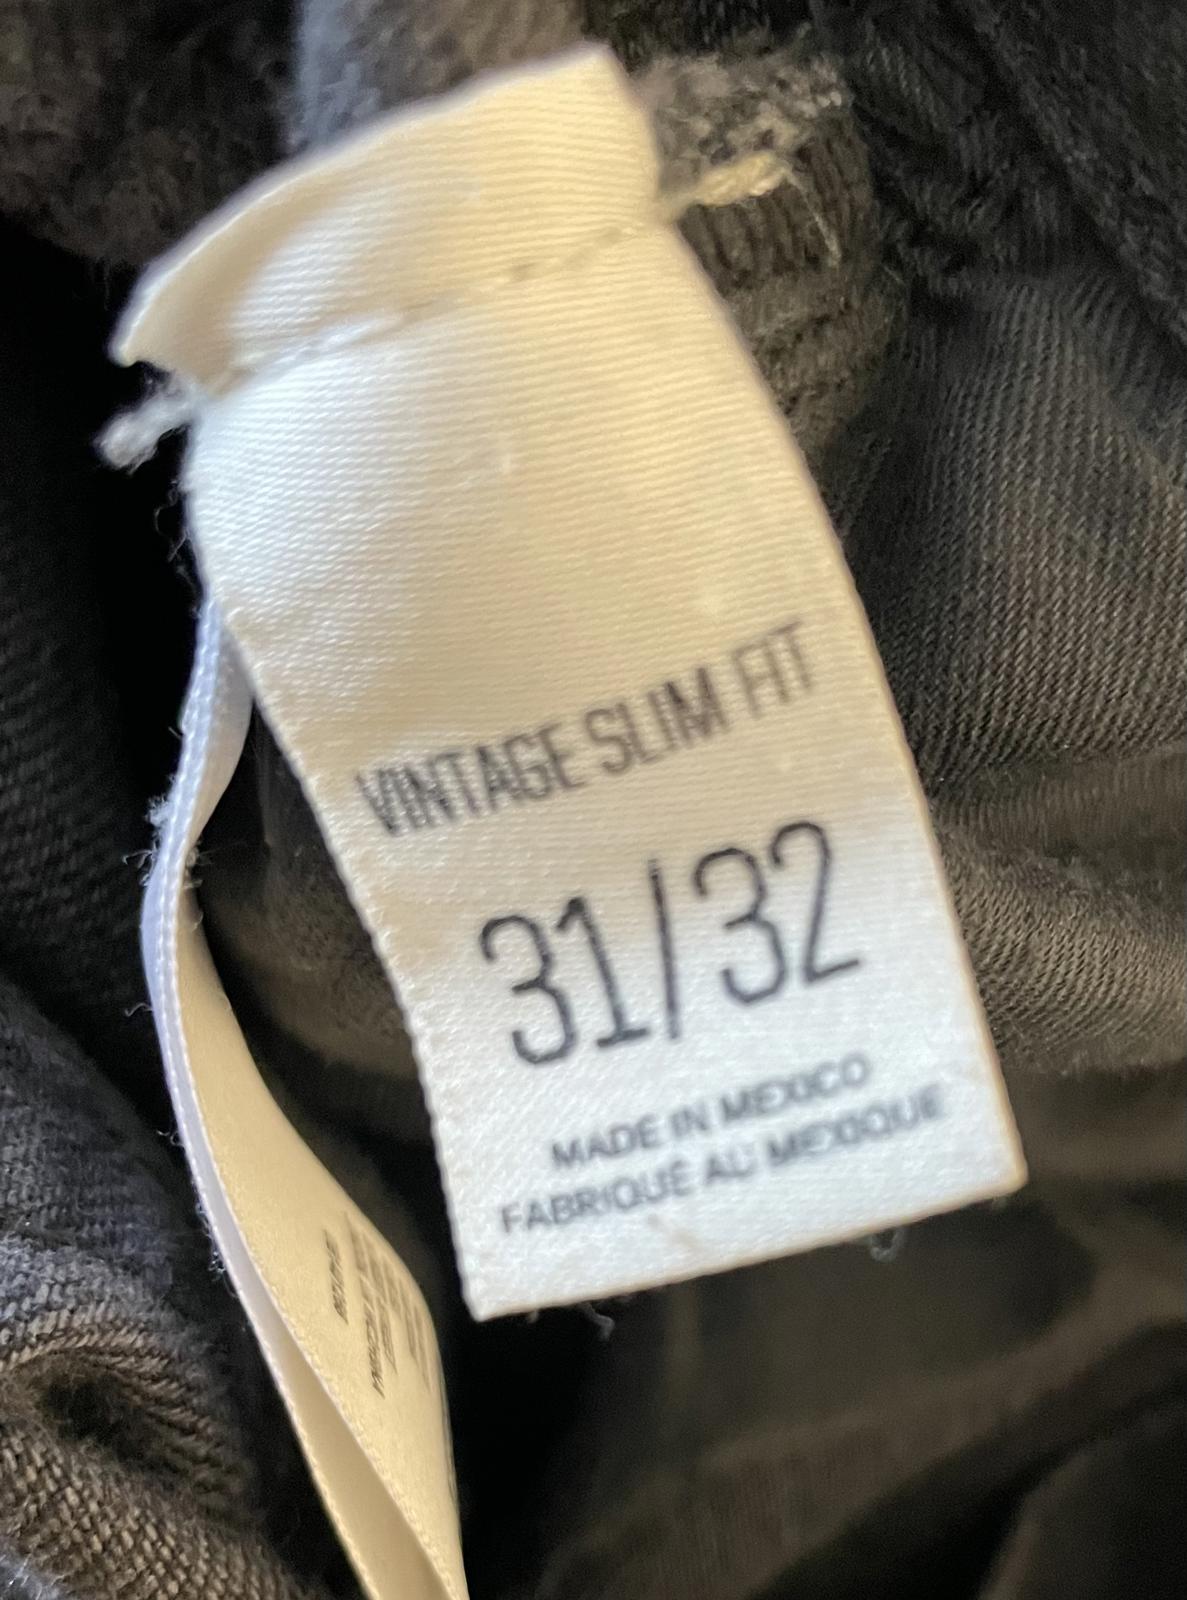 VINTAGE SLIM FIT
31/32
MADE IN MEXICO
FABRIQUÉ AU MEXIQUE